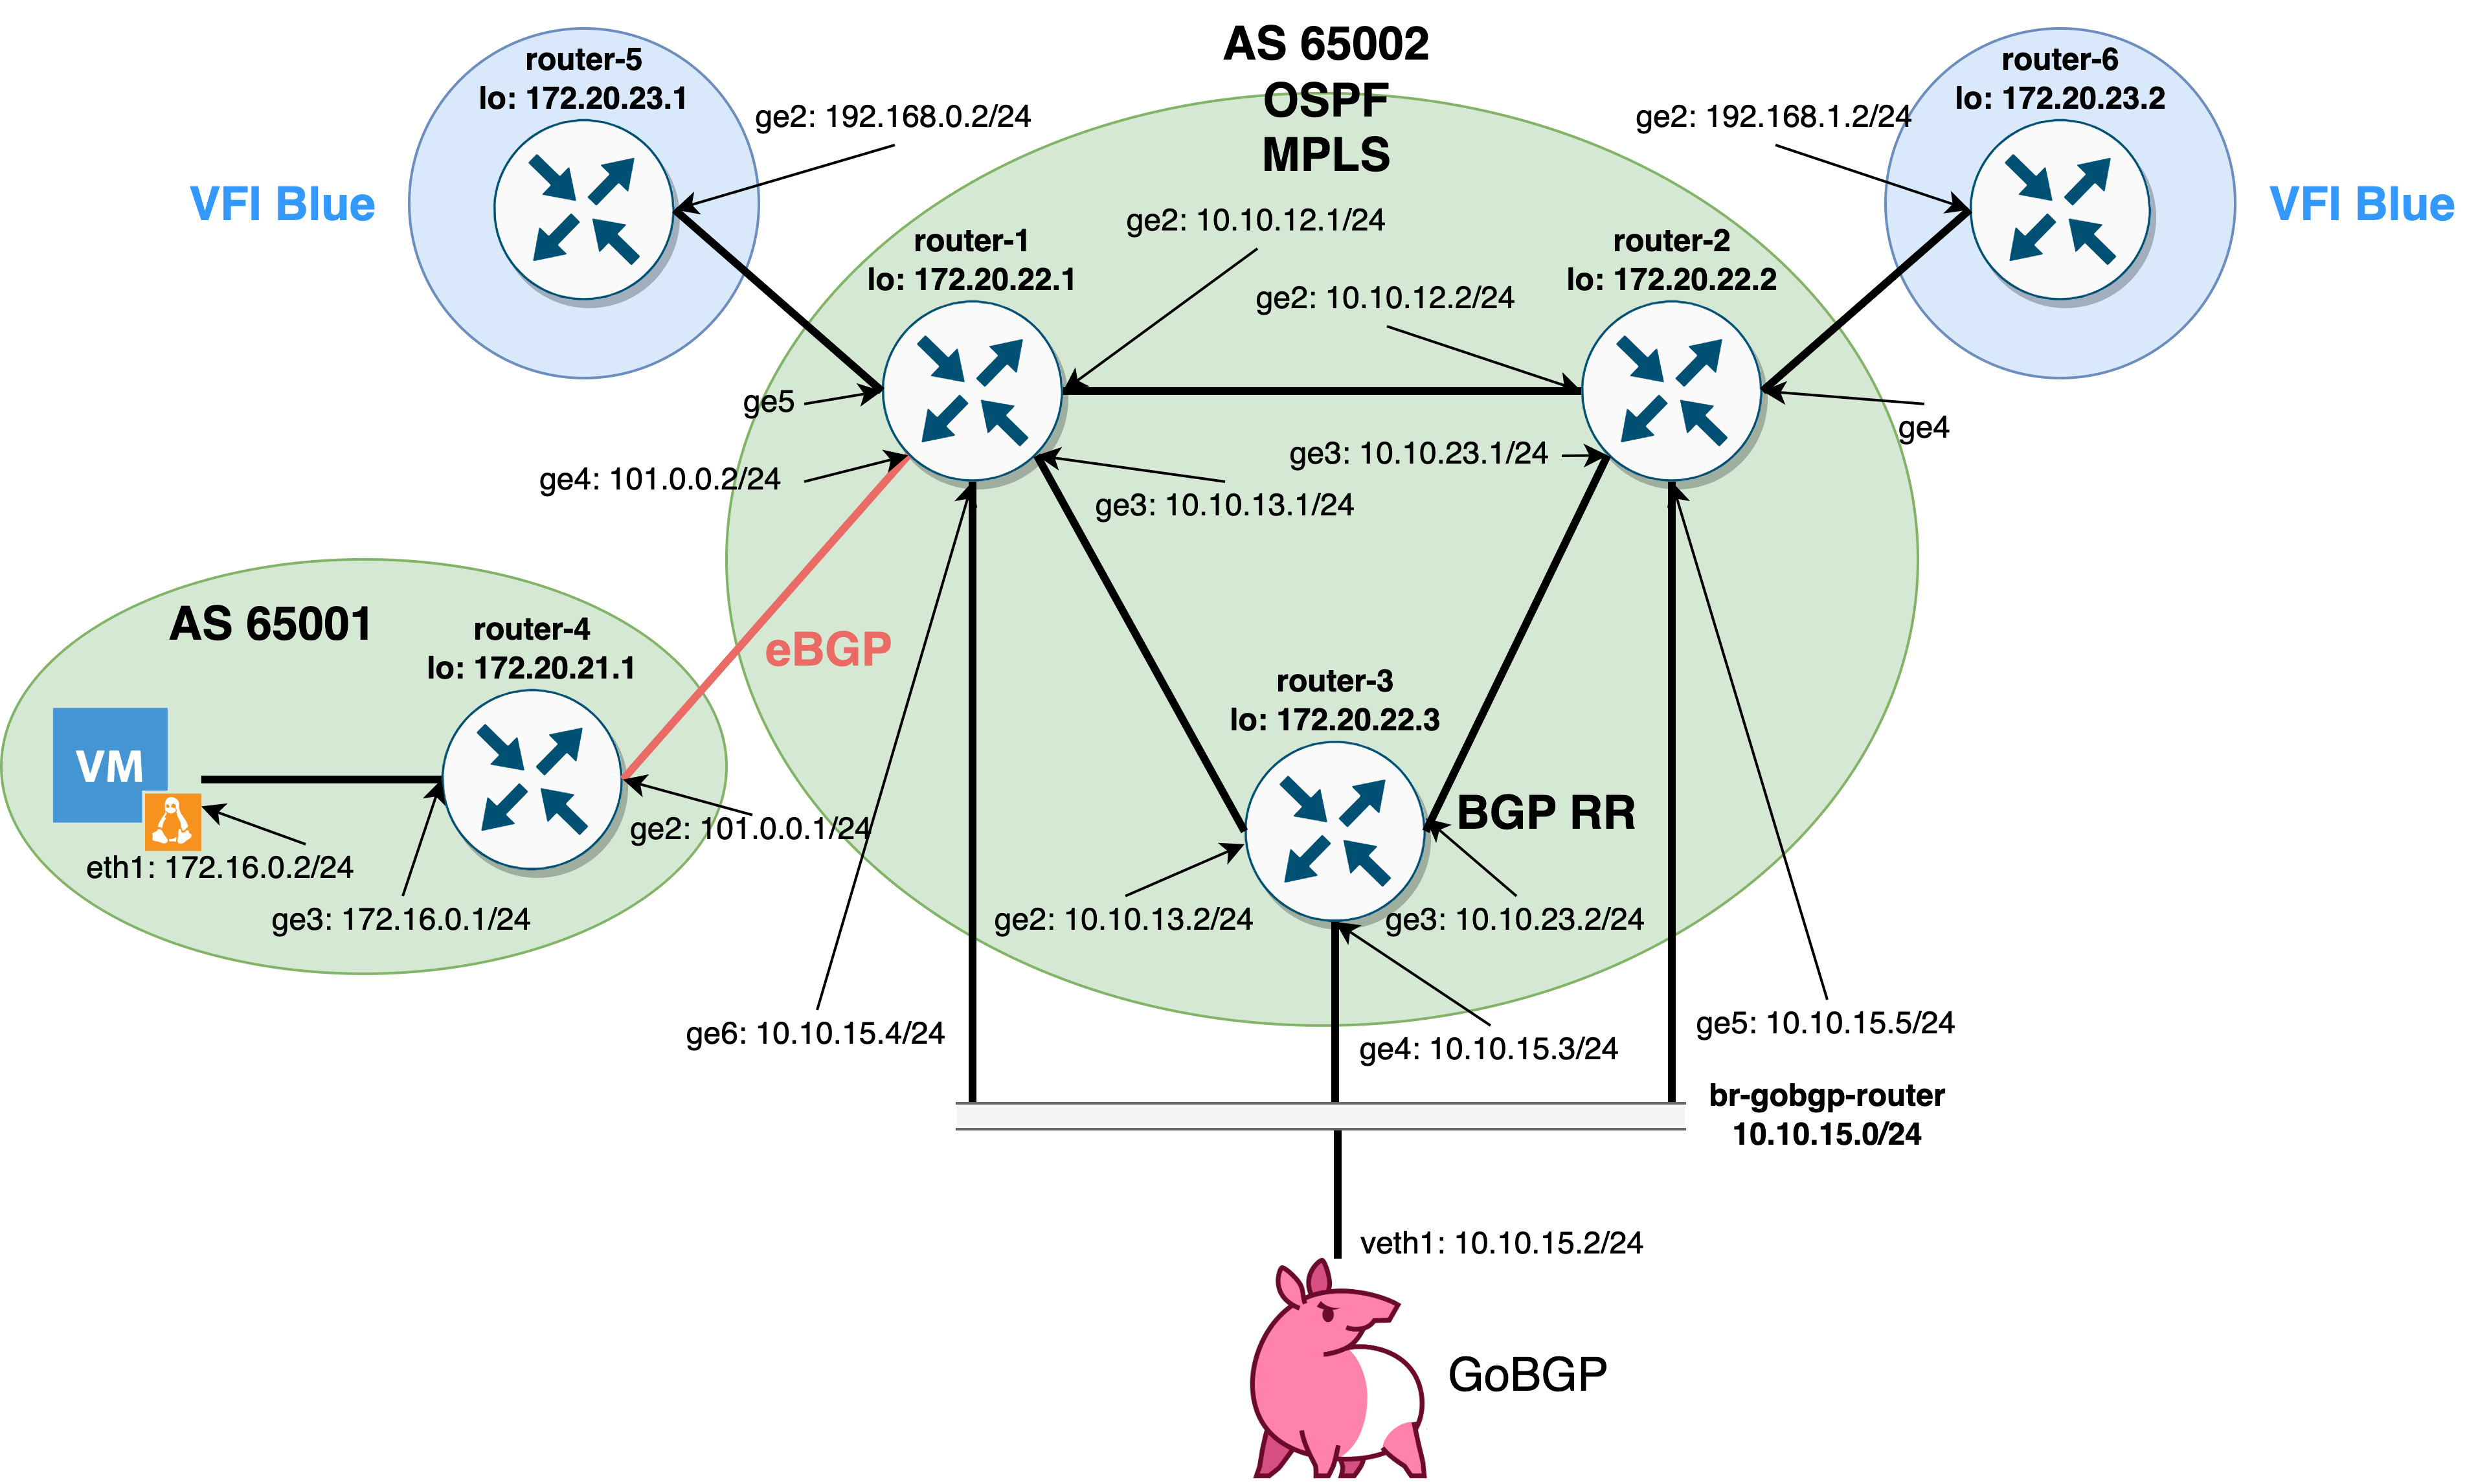 AS 65002
OSPF
MPLS
router-5
lo: 172.20.23.1
ge2: 192.168.0.2/24
VFI Blue
router-6
lo: 172.20.23.2
ge2: 192.168.1.2/24
VFI Blue
ge2: 10.10.12.1/24
router-1
lo: 172.20.22.1
router-2
lo: 172.20.22.2
ge2: 10.10.12.2/24
ge5
ge4
ge4: 101.0.0.2/24
ge3: 10.10.23.1/24
ge3: 10.10.13.1/24
AS 65001
router-4
lo: 172.20.21.1
eBGP
router-3
lo: 172.20.22.3
VM
BGP RR
ge2: 101.0.0.1/24
eth1: 172.16.0.2/24
ge3: 172.16.0.1/24
ge2: 10.10.13.2/24
ge3: 10.10.23.2/24
ge6: 10.10.15.4/24
ge4: 10.10.15.3/24
ge5: 10.10.15.5/24
br-gobgp-router
10.10.15.0/24
veth1: 10.10.15.2/24
GoBGP